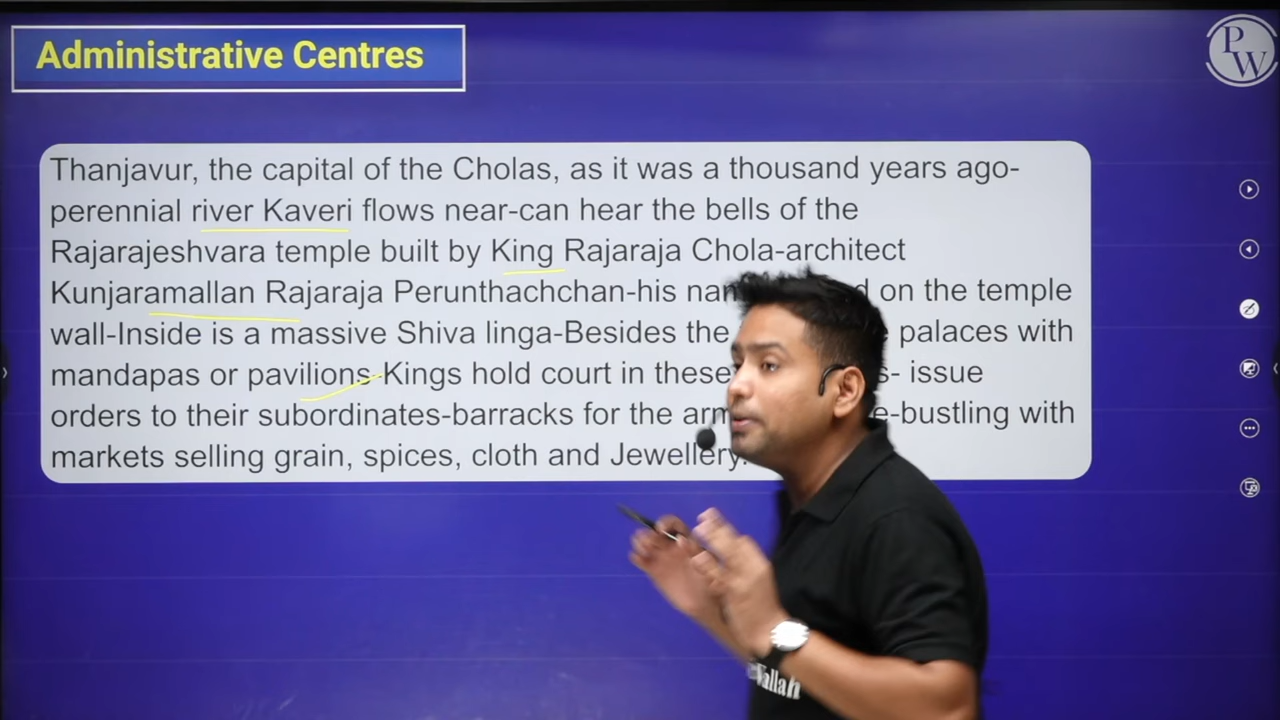 Administrative Centres
PW
Thanjavur, the capital of the Cholas, as it was a thousand years ago-
perennial river Kaveri flows near-can hear the bells of the
Rajarajeshvara temple built by King Rajaraja Chola-architect
Kunjaramallan Rajaraja Perunthachchan-his on the temple
wall-Inside is a massive Shiva linga-Besides the palaces with
mandapas or pavilions-Kings hold court in these issue
orders to their subordinates-barracks for the bustling with
markets selling grain, spices, cloth and Jewellery.
Wallah